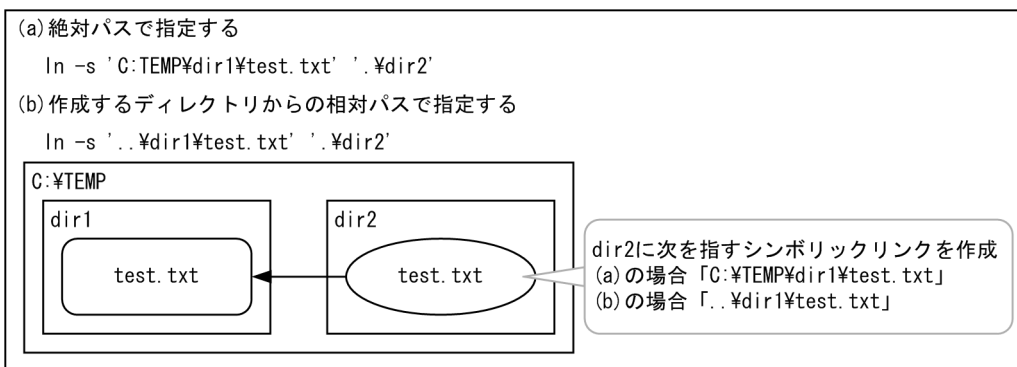 (a)絶対パスで指定する
ln -s 'C:TEMP¥dir1¥test.txt' '.¥dir2'
(b)作成するディレクトリからの相対パスで指定する
ln -s '..¥dir1¥test.txt' '.¥dir2'
C:¥TEMP
dir1
dir2
test.txt
test.txt
dir2に次を指すシンボリックリンクを作成
(a)の場合「C:¥TEMP¥dir1¥test.txt」
(b)の場合「..¥dir1¥test.txt」